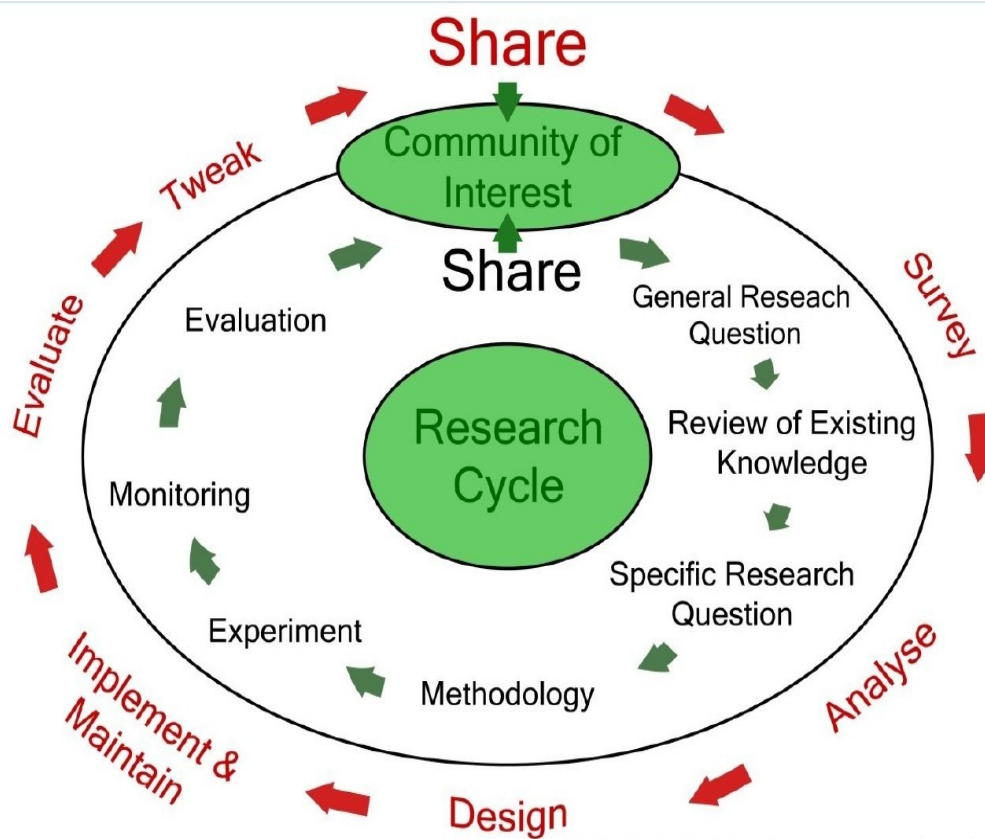 Share
Community of
Interest
Share
General Reseach
Question
Review of Existing
Knowledge
Specific Research
Question
Methodology
Experiment
Monitoring
Evaluation
Research
Cycle
Survey
Analyse
Design
Implement &
Maintain
Evaluate
Tweak